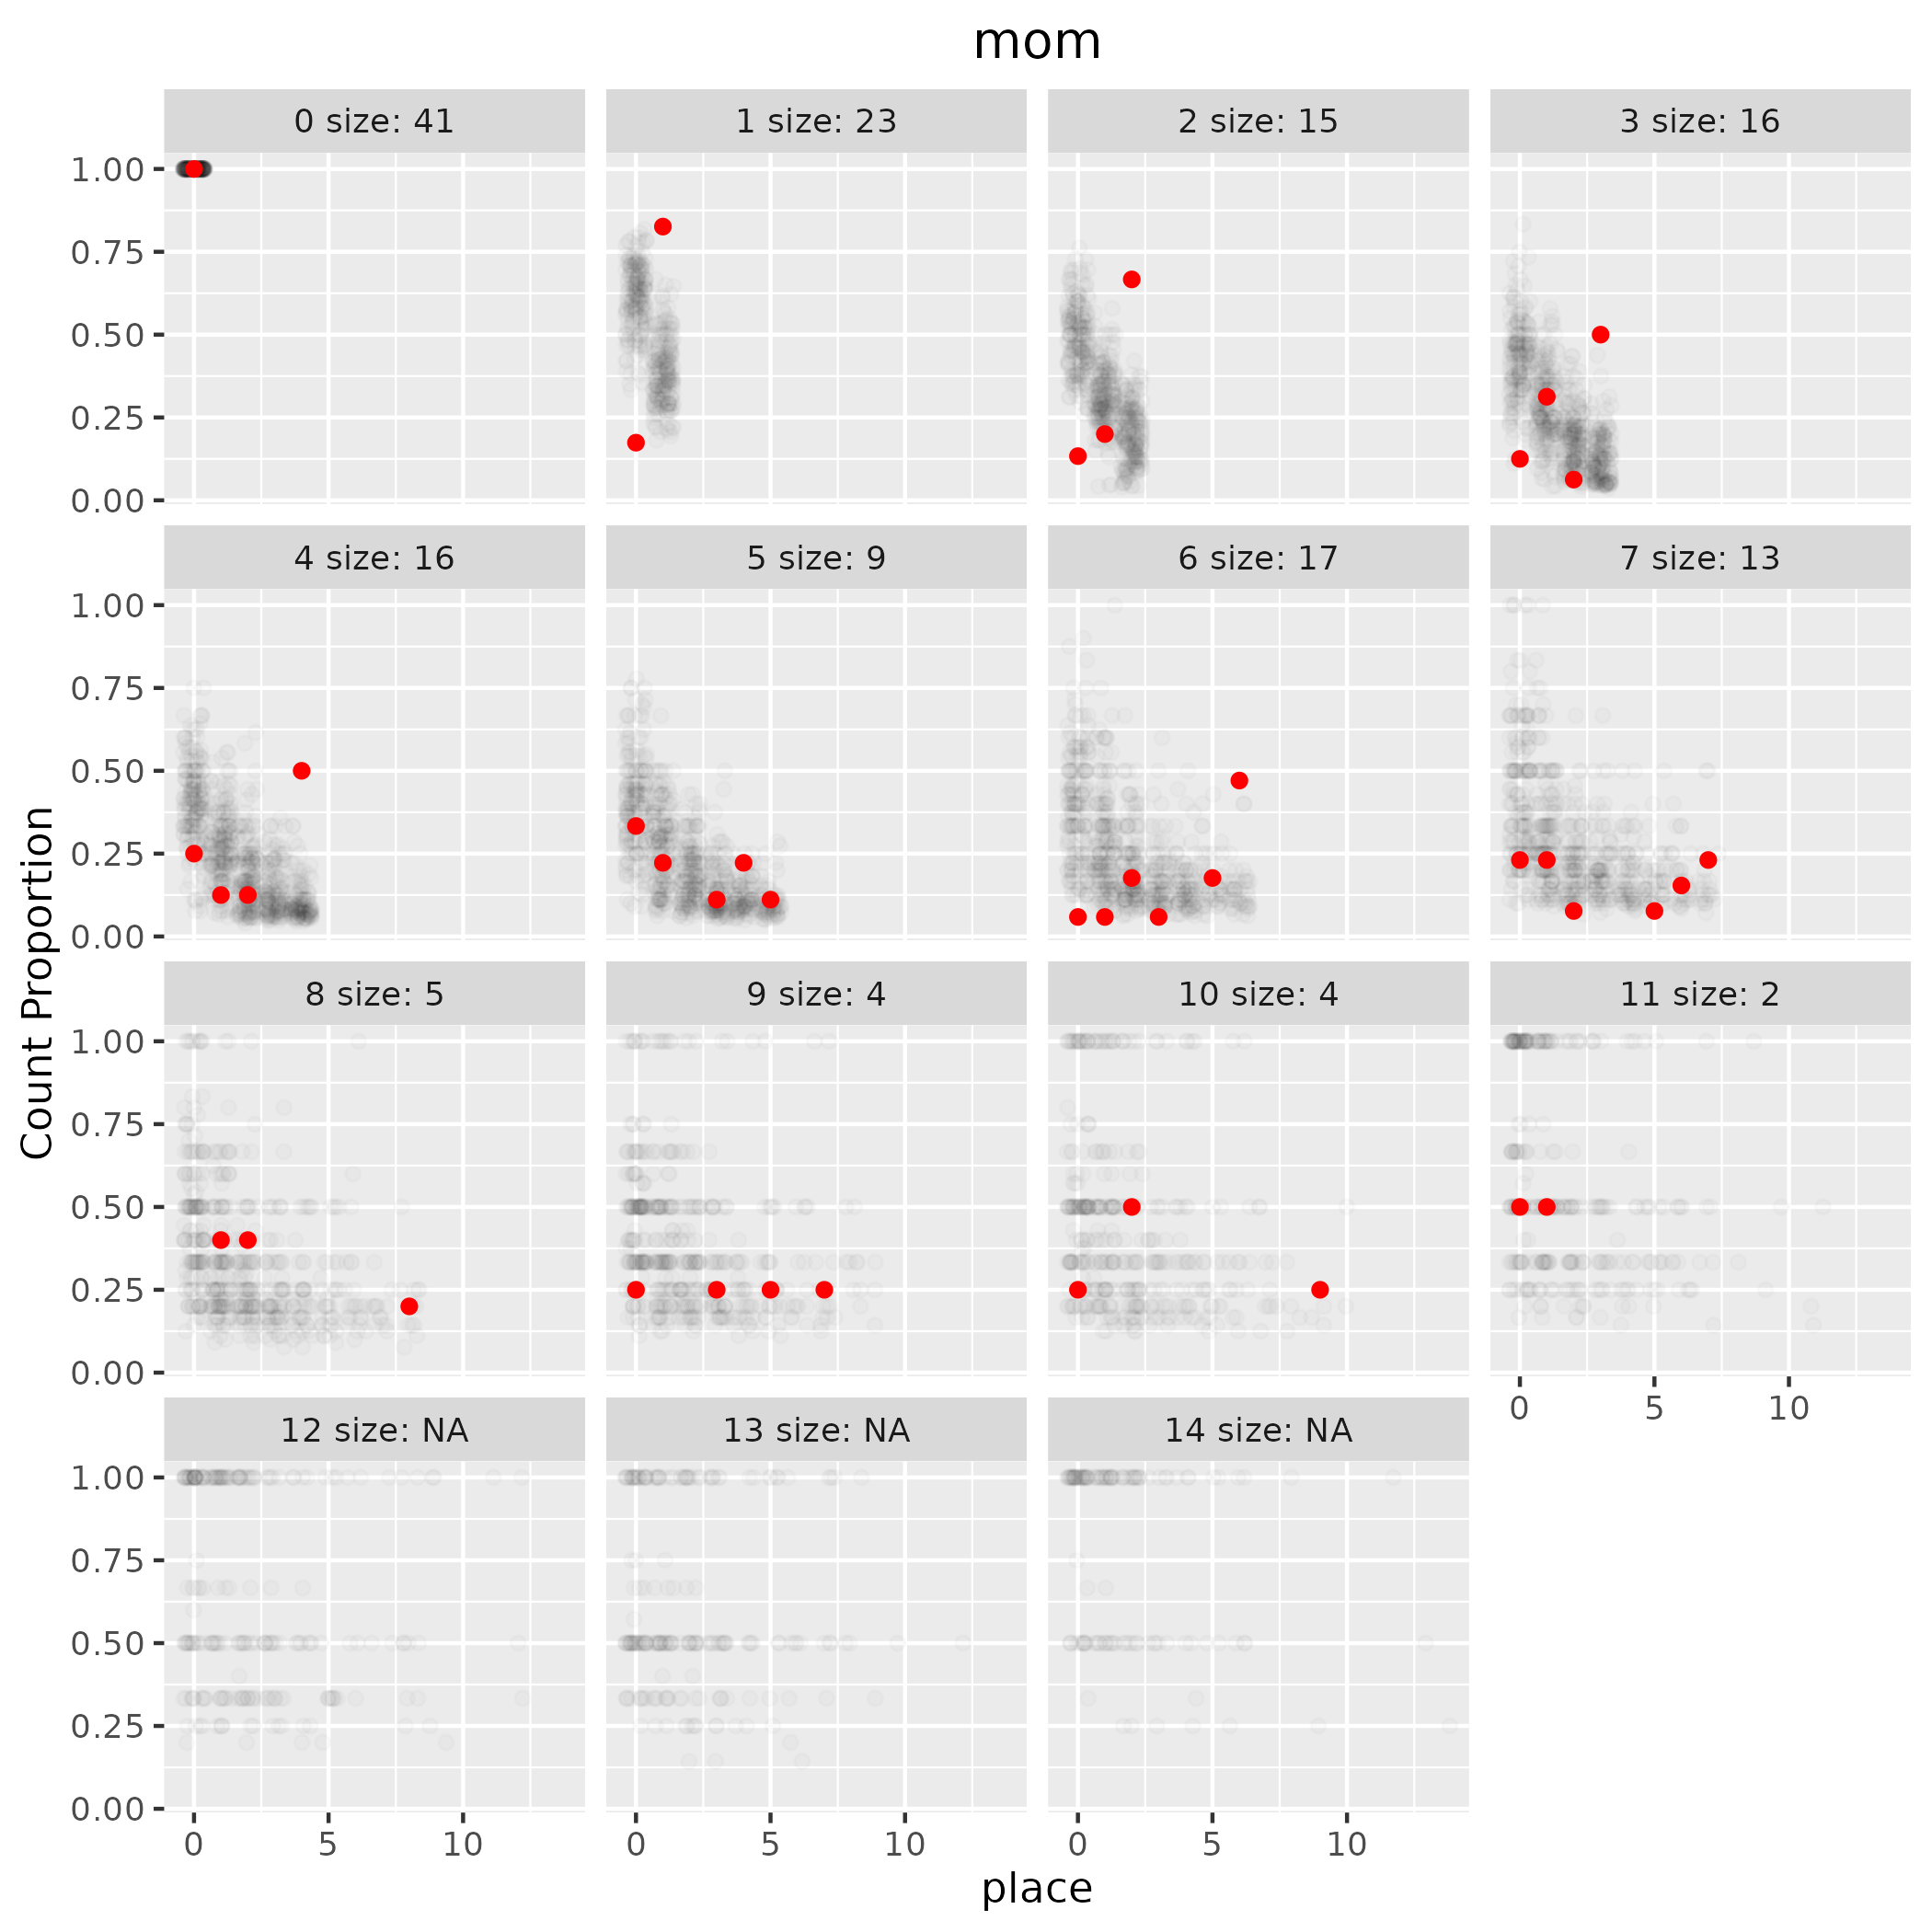 mom
0 size: 41
1 size: 23
2 size: 15
3 size: 16
1.00
0.75
0.50
0.25
0.00
4 size: 16
5 size: 9
6 size: 17
7 size: 13
1.00
0.75
0.50
0.25
0.00
Count Proportion
8 size: 5
9 size: 4
10 size: 4
11 size: 2
1.00
0.75
0.50
0.25
0.00
0 5 10
12 size: NA
13 size: NA
14 size: NA
1.00
0.75
0.50
0.25
0.00
0 5 10
0 5 10
0 5 10
place